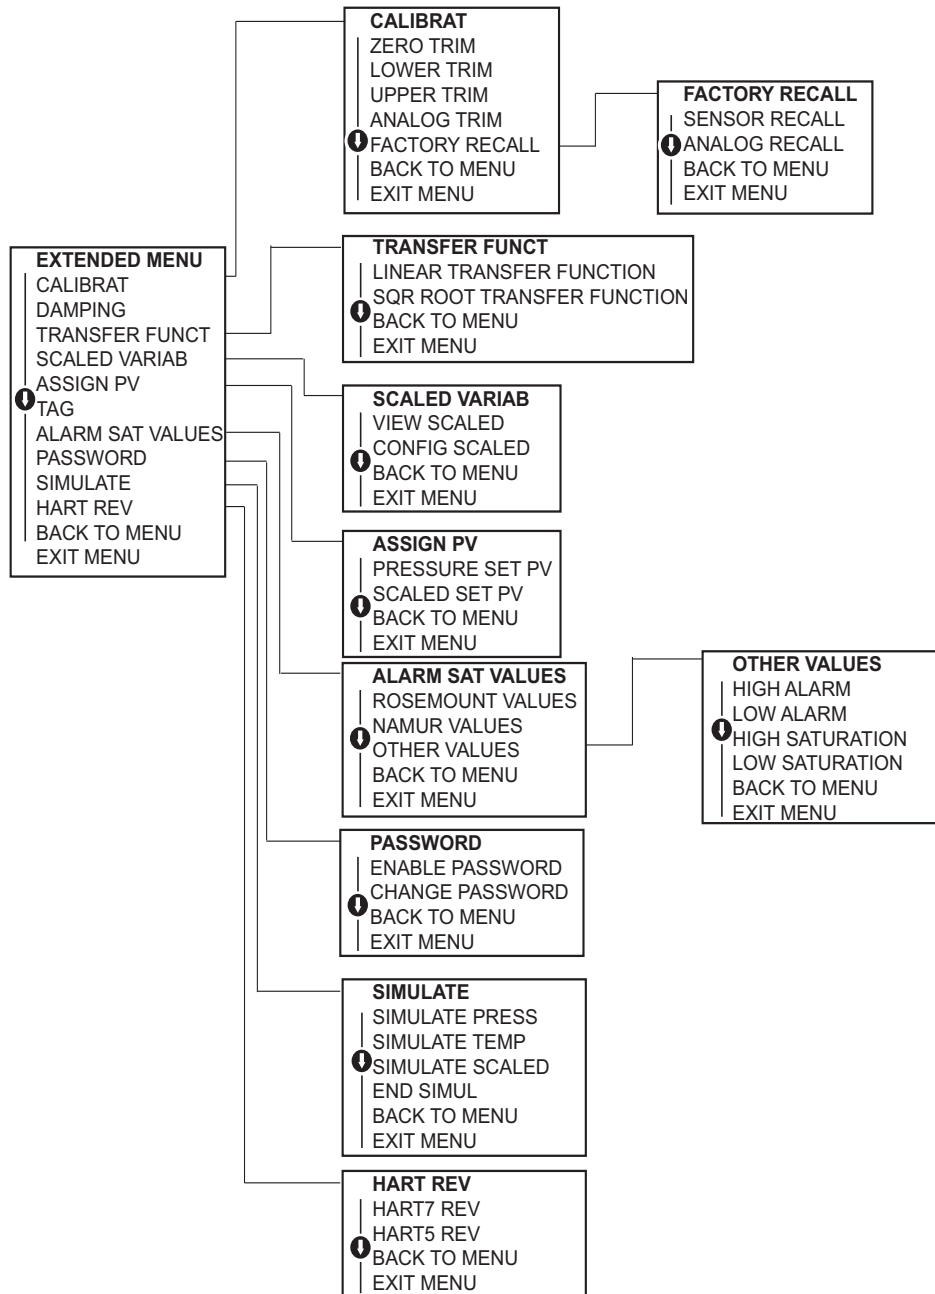 CALIBRAT
ZERO TRIM
LOWER TRIM
UPPER TRIM
ANALOG TRIM
FACTORY RECALL
BACK TO MENU
EXIT MENU
FACTORY RECALL
SENSOR RECALL
ANALOG RECALL
BACK TO MENU
EXIT MENU
EXTENDED MENU
CALIBRAT
DAMPING
TRANSFER FUNCT
SCALED VARIAB
ASSIGN PV
TAG
ALARM SAT VALUES
PASSWORD
SIMULATE
HART REV
BACK TO MENU
EXIT MENU
TRANSFER FUNCT
LINEAR TRANSFER FUNCTION
SQR ROOT TRANSFER FUNCTION
BACK TO MENU
EXIT MENU
SCALED VARIAB
VIEW SCALED
CONFIG SCALED
BACK TO MENU
EXIT MENU
ASSIGN PV
PRESSURE SET PV
SCALED SET PV
BACK TO MENU
EXIT MENU
ALARM SAT VALUES
ROSEMOUNT VALUES
NAMUR VALUES
OTHER VALUES
BACK TO MENU
EXIT MENU
OTHER VALUES
HIGH ALARM
LOW ALARM
HIGH SATURATION
LOW SATURATION
BACK TO MENU
EXIT MENU
PASSWORD
ENABLE PASSWORD
CHANGE PASSWORD
BACK TO MENU
EXIT MENU
SIMULATE
SIMULATE PRESS
SIMULATE TEMP
SIMULATE SCALED
END SIMUL
BACK TO MENU
EXIT MENU
HART REV
HART7 REV
HART5 REV
BACK TO MENU
EXIT MENU